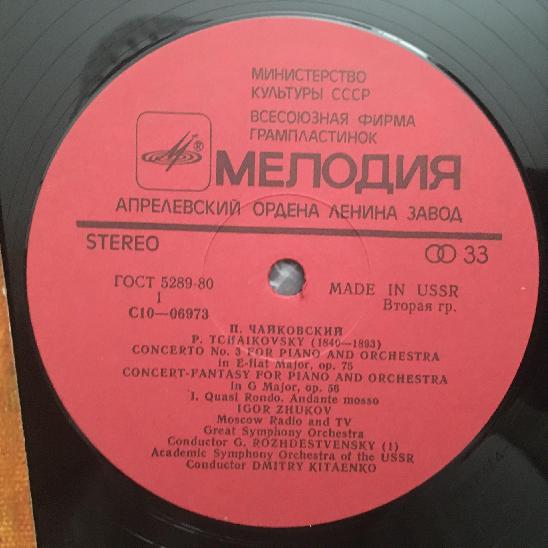 МИНИСТЕРСТВО
КУЛЬТУРЫ СССР
ВСЕСОЮЗНАЯ ФИРМА
ГРАМПЛАСТИНОК
® МЕЛОДИЯ
АПРЕЛЕВСКИЙ ОРДЕНА ЛЕНИНА ЗАВОД
STEREO 33
ГОСТ 5289-80 MADE IN USSR
1 Вторая гр.
С10—06973
П. ЧАЙКОВСКИЙ
P. TCHAIKOVSKY (1840—1893)
CONCERTO No. 3 FOR PIANO AND ORCHESTRA
in E-flat Major, op. 75
CONCERT-FANTASY FOR PIANO AND ORCHESTRA
in G Major, op. 56
I. Quasi Rondo. Andante mosso
IGOR ZHUKOV
Moscow Radio and TV
Great Symphony Orchestra
Conductor G. ROZHDESTVENSKY (1)
Academic Symphony Orchestra of the USSR
Conductor DMITRY KITAENKO